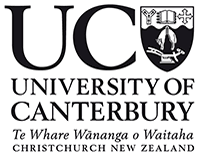 UC
UNIVERSITY OF
CANTERBURY
Te Whare Wānanga o Waitaha
CHRISTCHURCH NEW ZEALAND